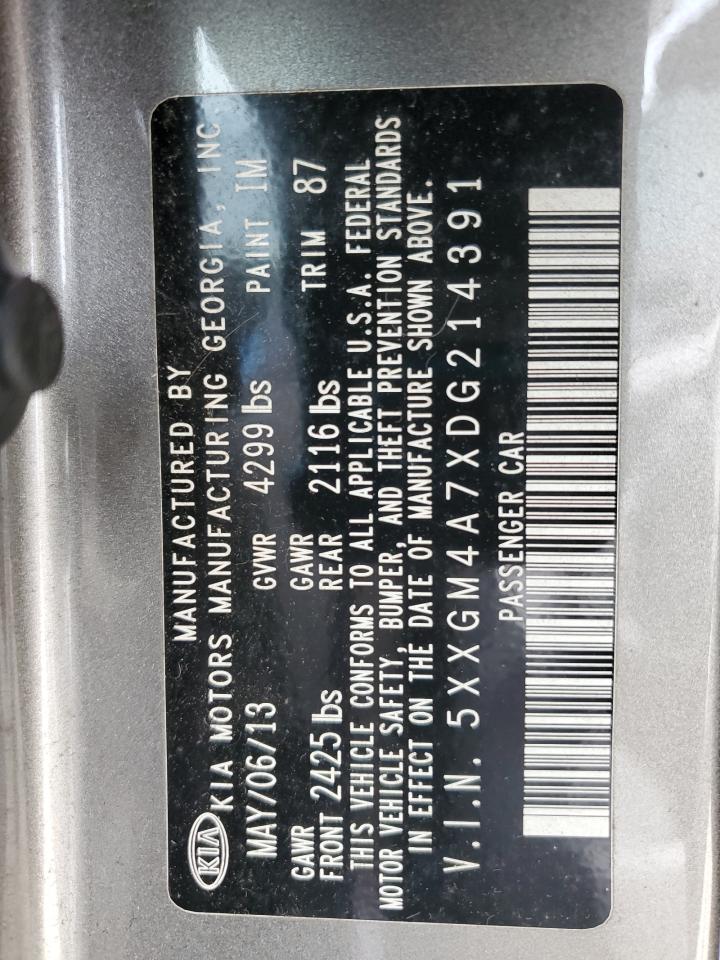 MANUFACTURED BY
KIA KIA MOTORS MANUFACTURING GEORGIA, INC
MAY/06/13 GVWR 4299 lbs PAINT IM
GAWR GAWR
FRONT 2425 lbs REAR 2116 lbs TRIM 87
THIS VEHICLE CONFORMS TO ALL APPLICABLE U.S.A. FEDERAL
MOTOR VEHICLE SAFETY, BUMPER, AND THEFT PREVENTION STANDARDS
IN EFFECT ON THE DATE OF MANUFACTURE SHOWN ABOVE.
V.I.N. 5XXGM4A7XDG214391
PASSENGER CAR